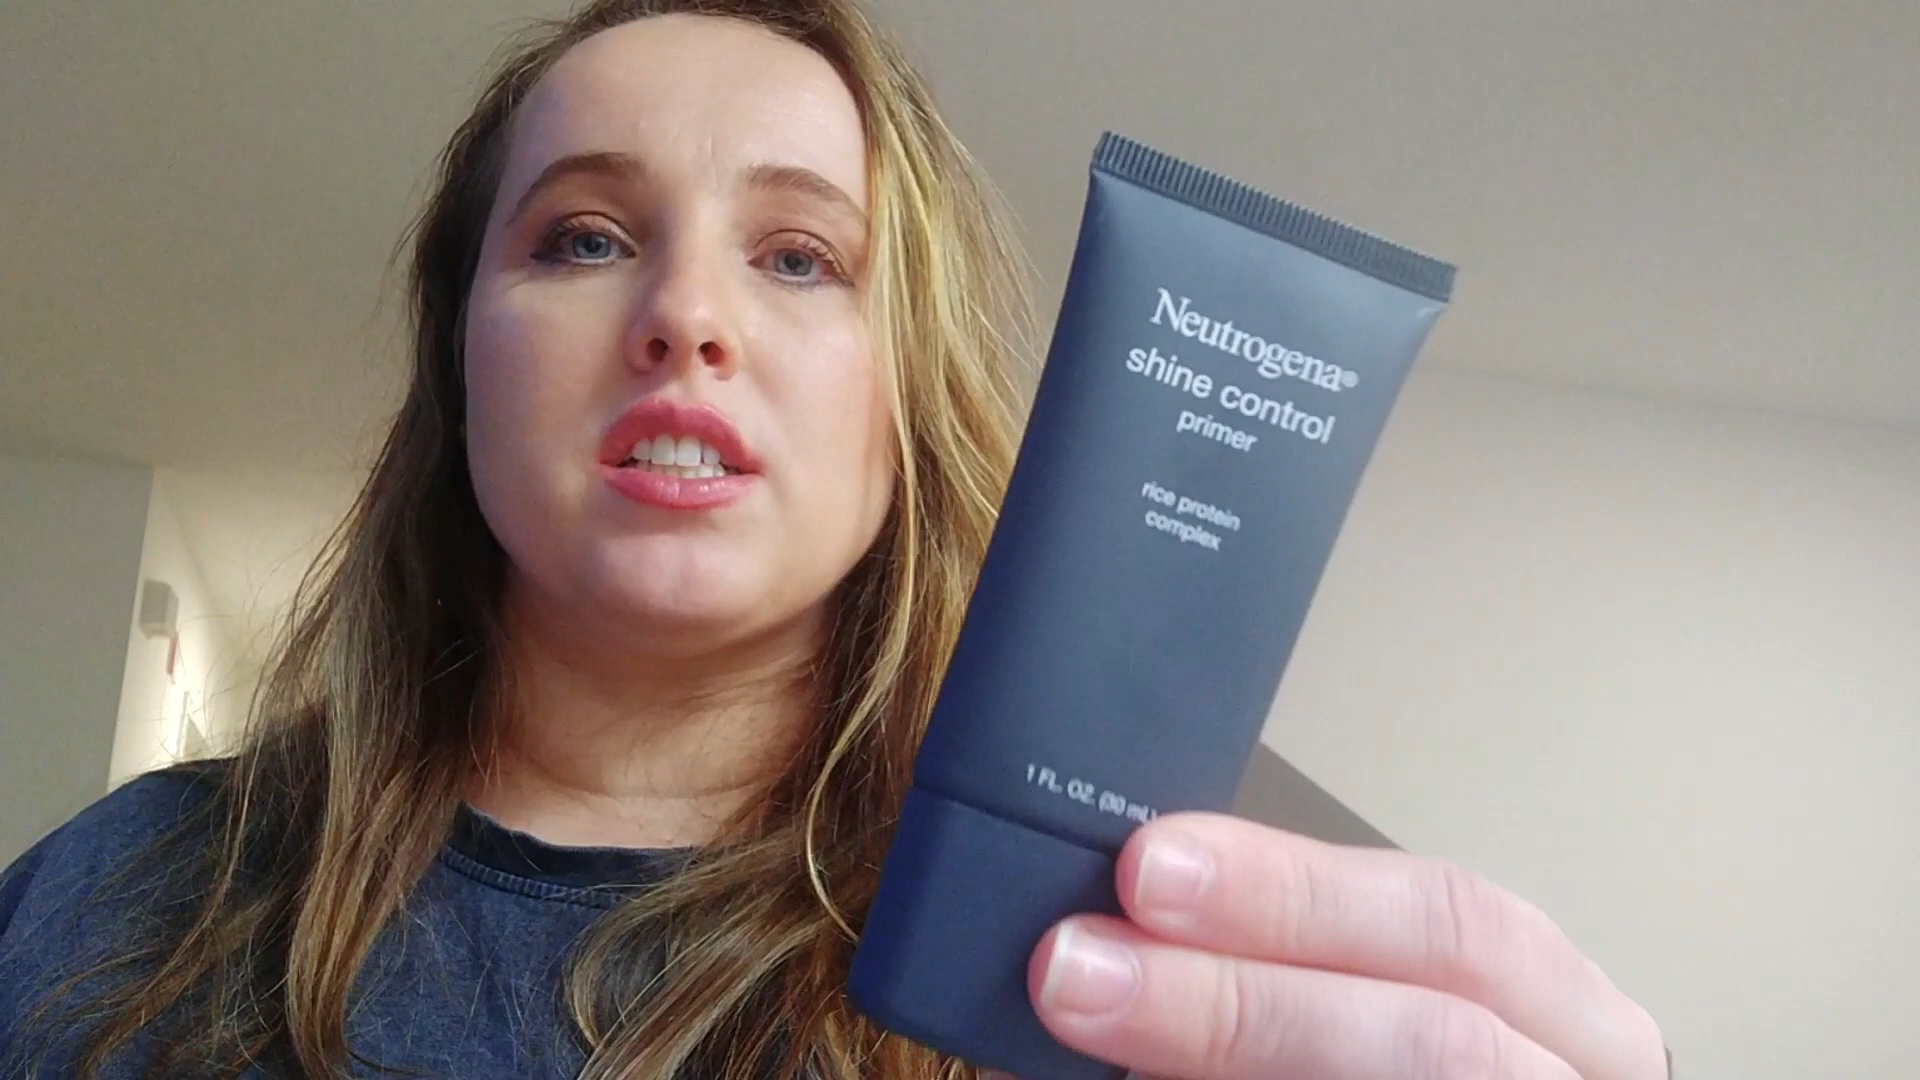 Neutrogena®
shine control
primer
rice protein
complex
1 FL. OZ. (30 mL)